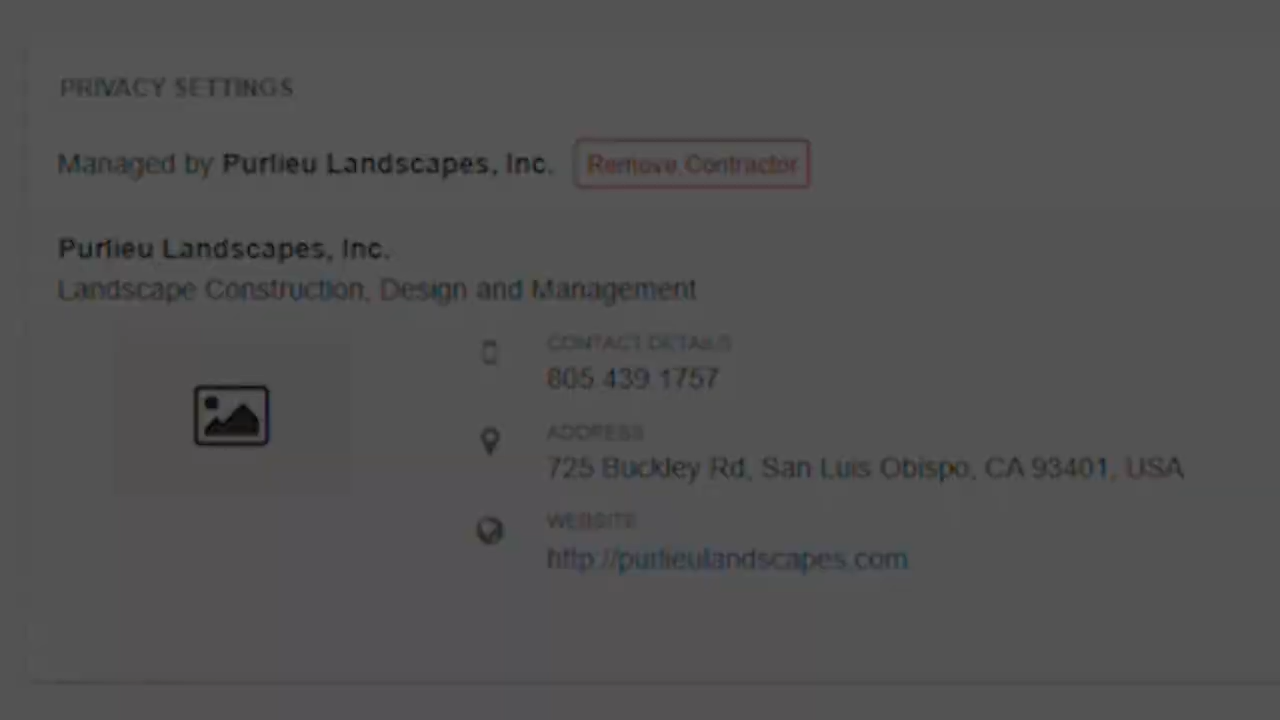 PRIVACY SETTINGS
Managed by Purlieu Landscapes, Inc. Remove Contractor
Purlieu Landscapes, Inc.
Landscape Construction, Design and Management
CONTACT DETAILS
805 439 1757
ADDRESS
725 Buckley Rd, San Luis Obispo, CA 93401, USA
WEBSITE
http://purlieulandscapes.com